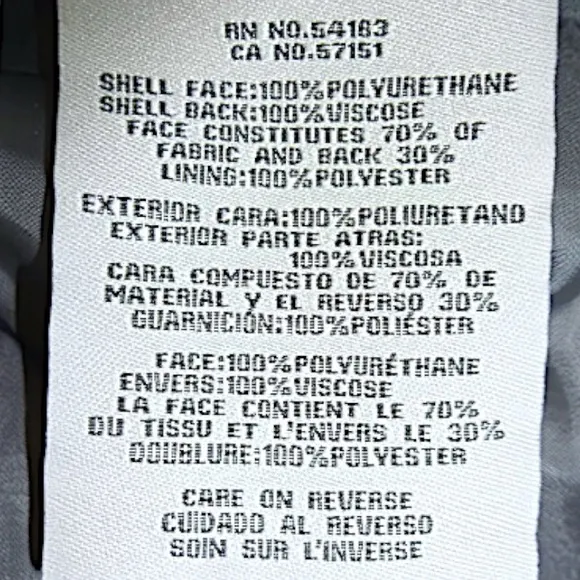 RN NO.54163
CA NO.57151
SHELL FACE:100%POLYURETHANE
SHELL BACK:100%VISCOSE
FACE CONSTITUTES 70% OF
FABRIC AND BACK 30%
LINING:100%POLYESTER
EXTERIOR CARA:100%POLIURETANO
EXTERIOR PARTE ATRAS:
100%VISCOSA
CARA COMPUESTO DE 70% DE
MATERIAL Y EL REVERSO 30%
GUARNICIÓN:100%POLIÉSTER
FACE:100%POLYURÉTHANE
ENVERS:100%VISCOSE
LA FACE CONTIENT LE 70%
DU TISSU ET L'ENVERS LE 30%
DOUBLURE:100%POLYESTER
CARE ON REVERSE
CUIDADO AL REVERSO
SOIN SUR L'INVERSE